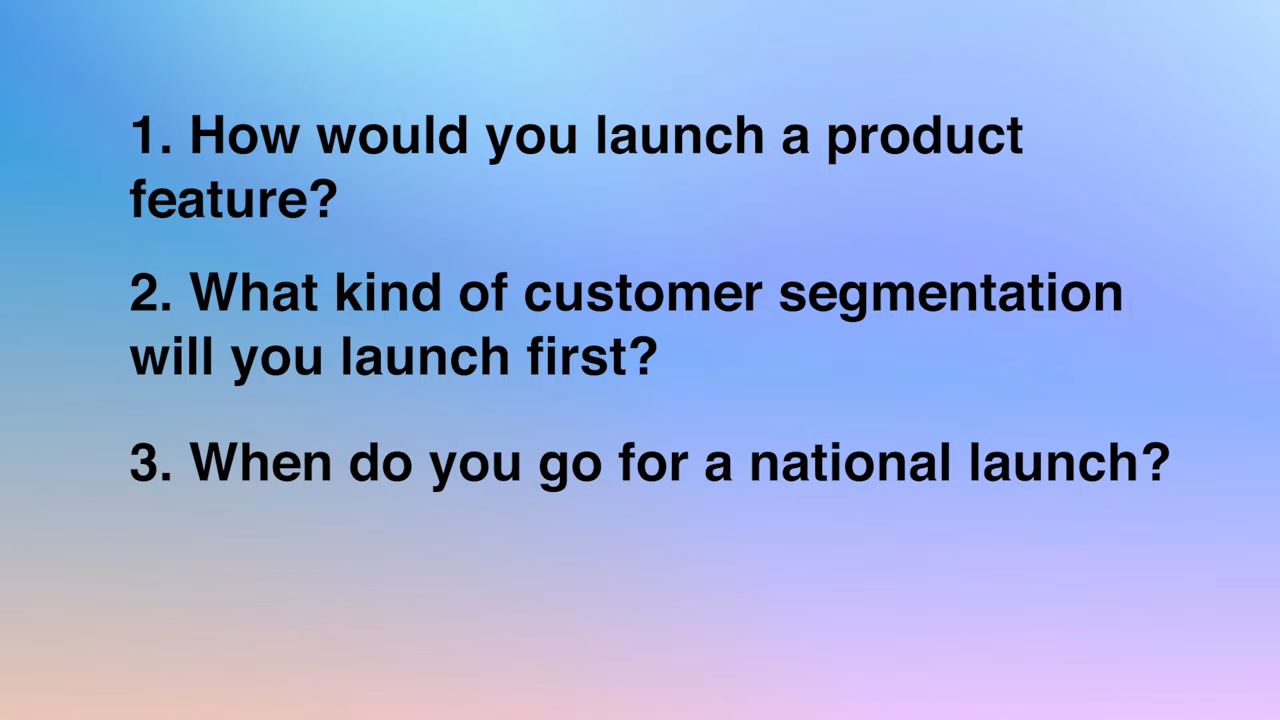 1. How would you launch a product
feature?
2. What kind of customer segmentation
will you launch first?
3. When do you go for a national launch?